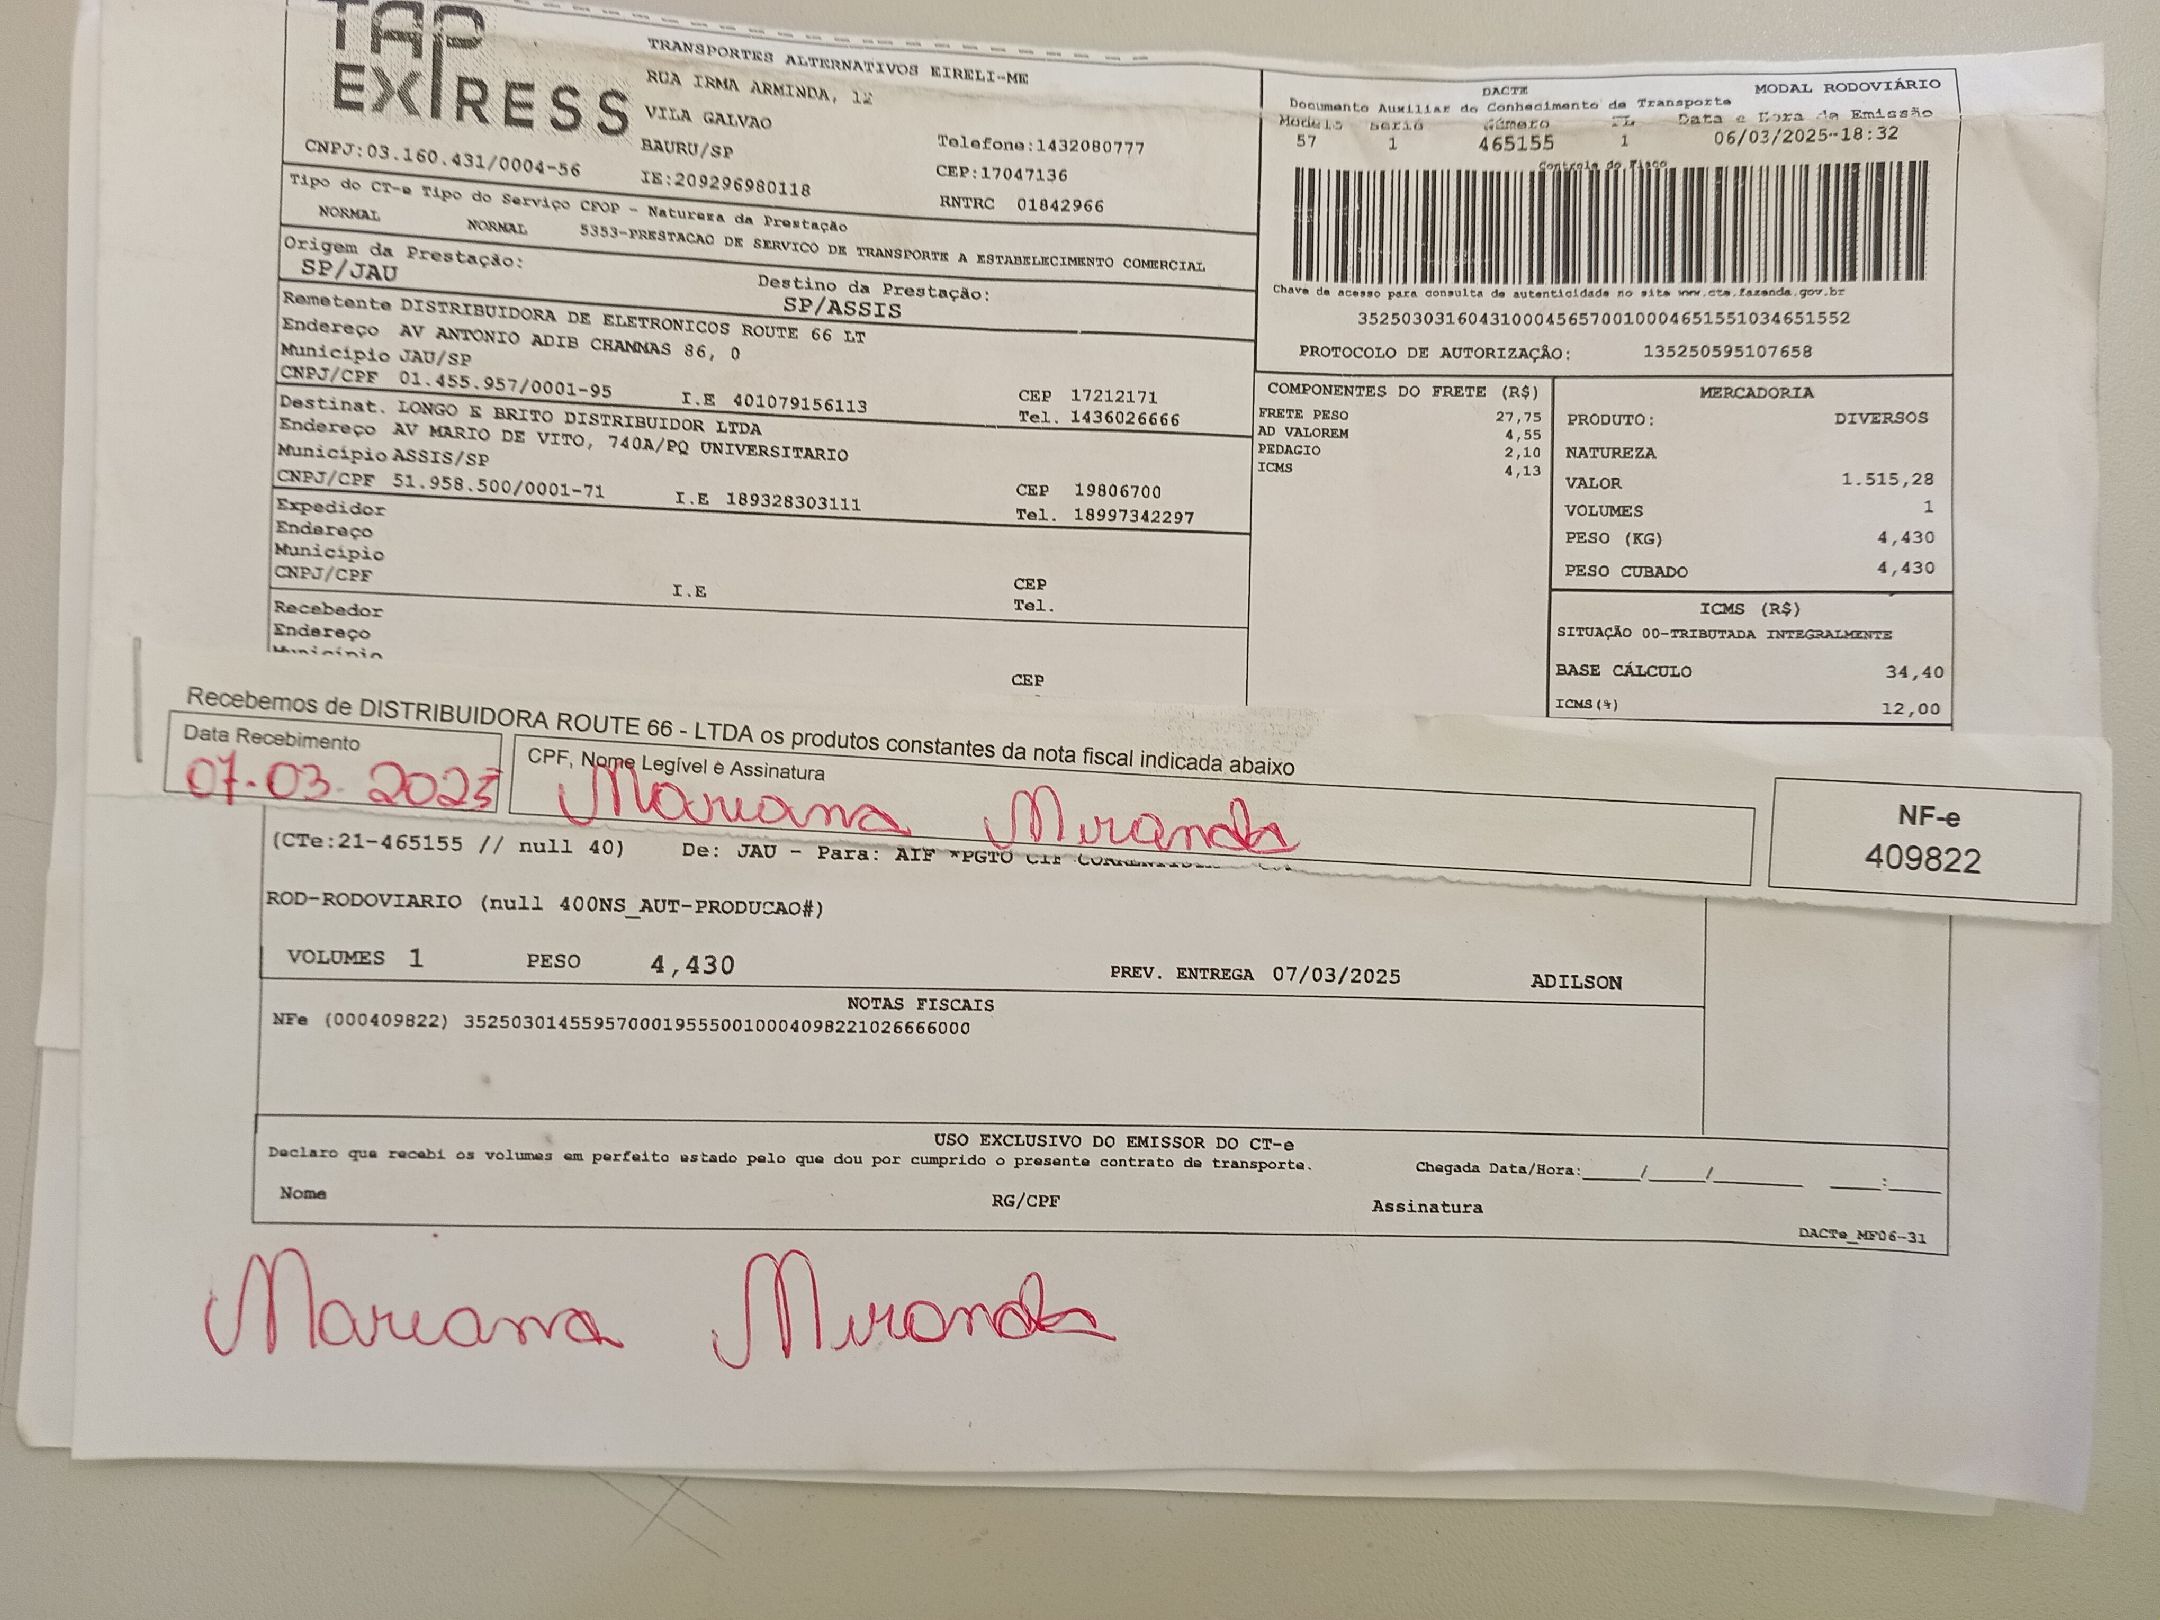 TAP
EXPRESS
TRANSPORTES ALTERNATIVOS EIRELI-ME
RUA IRMA ARMINDA, 12
VILA GALVAO
BAURU/SP
Telefone:1432080777
CNPJ:03.160.431/0004-56
IE:209296980118
CEP:17047136
RNTRC 01842966
Tipo do CT-e Tipo do Serviço CFOP - Natureza da Prestação
NORMAL NORMAL 5353-PRESTACAO DE SERVICO DE TRANSPORTE A ESTABELECIMENTO COMERCIAL
Origem da Prestação:
SP/JAU
Destino da Prestação:
SP/ASSIS
Remetente DISTRIBUIDORA DE ELETRONICOS ROUTE 66 LT
Endereço AV ANTONIO ADIB CHAMMAS 86, 0
Município JAU/SP
CEP 17212171
CNPJ/CPF 01.455.957/0001-95 I.E 401079156113
Tel. 1436026666
Destinat. LONGO E BRITO DISTRIBUIDOR LTDA
Endereço AV MARIO DE VITO, 740A/PQ UNIVERSITARIO
Município ASSIS/SP
CEP 19806700
CNPJ/CPF 51.958.500/0001-71 I.E 189328303111
Tel. 18997342297
Expedidor
Endereço
Município
CEP
CNPJ/CPF I.E
Tel.
Recebedor
Endereço
Município
CEP
DACTE
MODAL RODOVIÁRIO
Documento Auxiliar do Conhecimento de Transporte
Modelo Serié Número FL Data e Hora da Emissão
57 1 465155 1 06/03/2025-18:32
Controle do Fisco
Chave de acesso para consulta de autenticidade no site www.cte.fazenda.gov.br
35250303160431000456570010004651551034651552
PROTOCOLO DE AUTORIZAÇÂO: 135250595107658
COMPONENTES DO FRETE (R$)
FRETE PESO 27,75
AD VALOREM 4,55
PEDAGIO 2,10
ICMS 4,13
MERCADORIA
PRODUTO: DIVERSOS
NATUREZA
VALOR 1.515,28
VOLUMES 1
PESO (KG) 4,430
PESO CUBADO 4,430
ICMS (R$)
SITUAÇÃO 00-TRIBUTADA INTEGRALMENTE
BASE CÁLCULO 34,40
ICMS(%) 12,00
Recebemos de DISTRIBUIDORA ROUTE 66 - LTDA os produtos constantes da nota fiscal indicada abaixo
Data Recebimento
07.03.2025
CPF, Nome Legível e Assinatura
Mariana Miranda
NF-e
409822
(CTe:21-465155 // null 40) De: JAU - Para: AIF *PGTO CIF
ROD-RODOVIARIO (null 400NS_AUT-PRODUCAO#)
VOLUMES 1 PESO 4,430 PREV. ENTREGA 07/03/2025 ADILSON
NOTAS FISCAIS
NFe (000409822) 35250301455957000195550010004098221026666000
USO EXCLUSIVO DO EMISSOR DO CT-e
Declaro que recebi os volumes em perfeito estado pelo que dou por cumprido o presente contrato de transporte.
Chegada Data/Hora:____/____/______ ____:____
Nome RG/CPF Assinatura
DACTe_MF06-31
Mariana Miranda